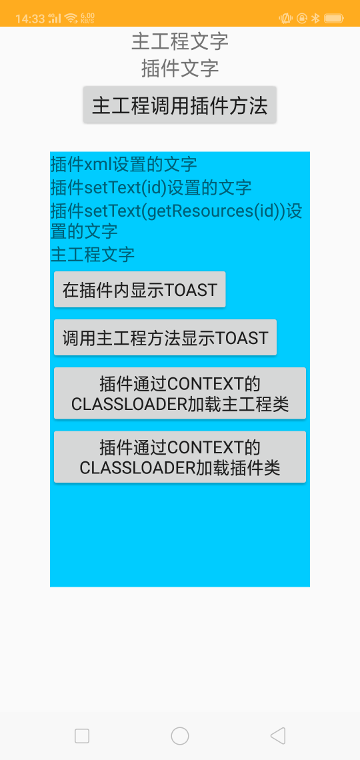 14:33
主工程文字
插件文字
主工程调用插件方法
插件xml设置的文字
插件setText(id)设置的文字
插件setText(getResources(id))设
置的文字
主工程文字
在插件内显示TOAST
调用主工程方法显示TOAST
插件通过CONTEXT的
CLASSLOADER加载主工程类
插件通过CONTEXT的
CLASSLOADER加载插件类